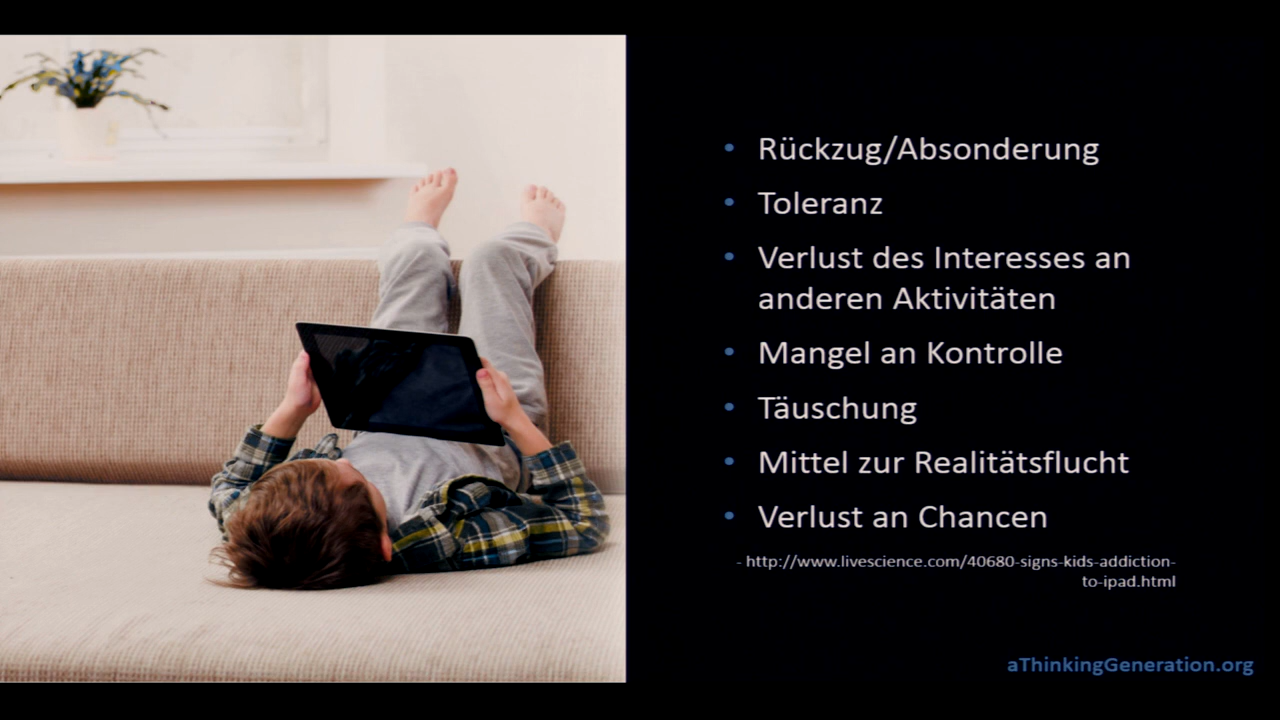 • Rückzug/Absonderung
• Toleranz
• Verlust des Interesses an
anderen Aktivitäten
• Mangel an Kontrolle
• Täuschung
• Mittel zur Realitätsflucht
• Verlust an Chancen
- http://www.livescience.com/40680-signs-kids-addiction-
to-ipad.html
aThinkingGeneration.org